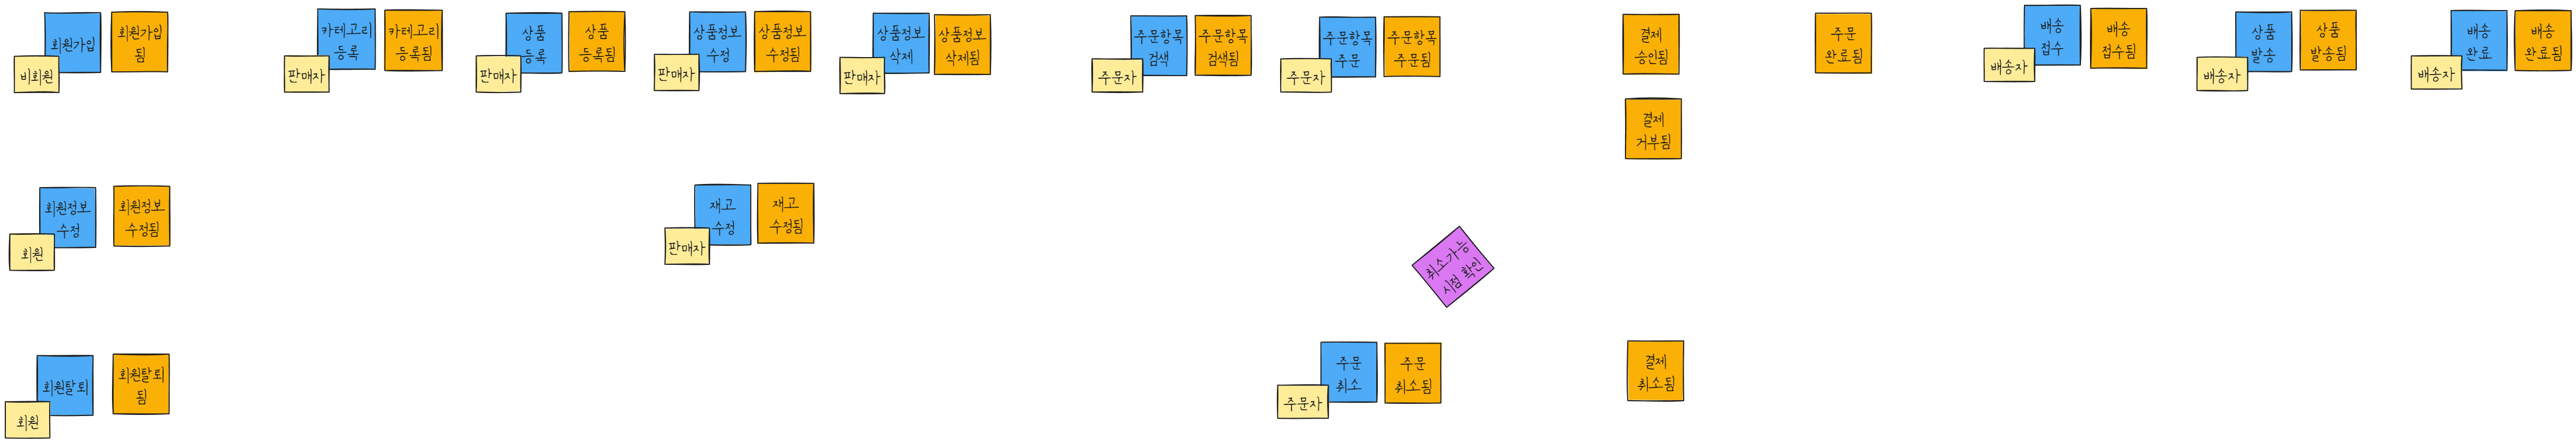 회원가입
비회원
회원가입
됨
카테고리
등록
판매자
카테고리
등록됨
상품
등록
판매자
상품
등록됨
상품정보
수정
판매자
상품정보
수정됨
상품정보
삭제
판매자
상품정보
삭제됨
주문항목
검색
주문자
주문항목
검색됨
주문항목
주문
주문자
주문항목
주문됨
결제
승인됨
주문
완료됨
배송
접수
배송자
배송
접수됨
상품
발송
배송자
상품
발송됨
배송
완료
배송자
배송
완료됨
결제
거부됨
회원정보
수정
회원
회원정보
수정됨
재고
수정
판매자
재고
수정됨
취소가능
시점 확인
회원탈퇴
회원
회원탈퇴
됨
주문
취소
주문자
주문
취소됨
결제
취소됨